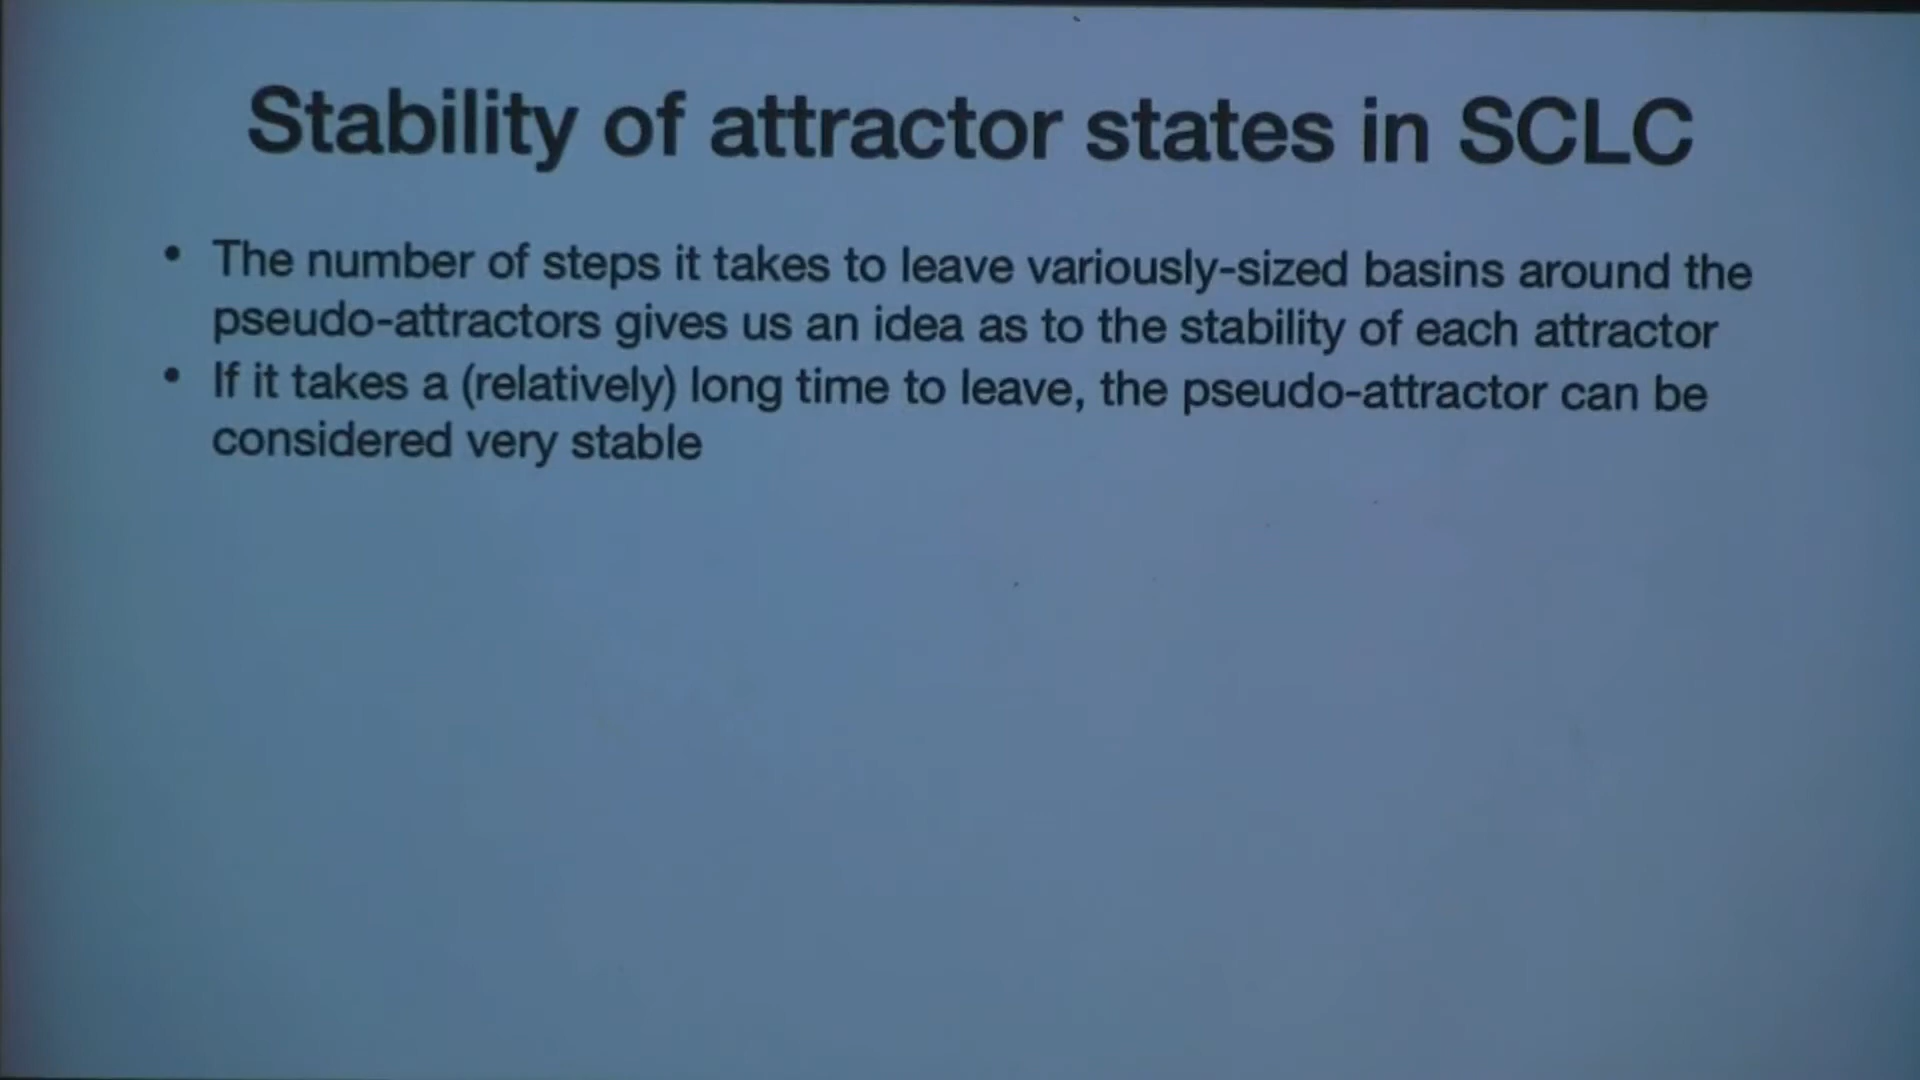 Stability of attractor states in SCLC
• The number of steps it takes to leave variously-sized basins around the
pseudo-attractors gives us an idea as to the stability of each attractor
• If it takes a (relatively) long time to leave, the pseudo-attractor can be
considered very stable